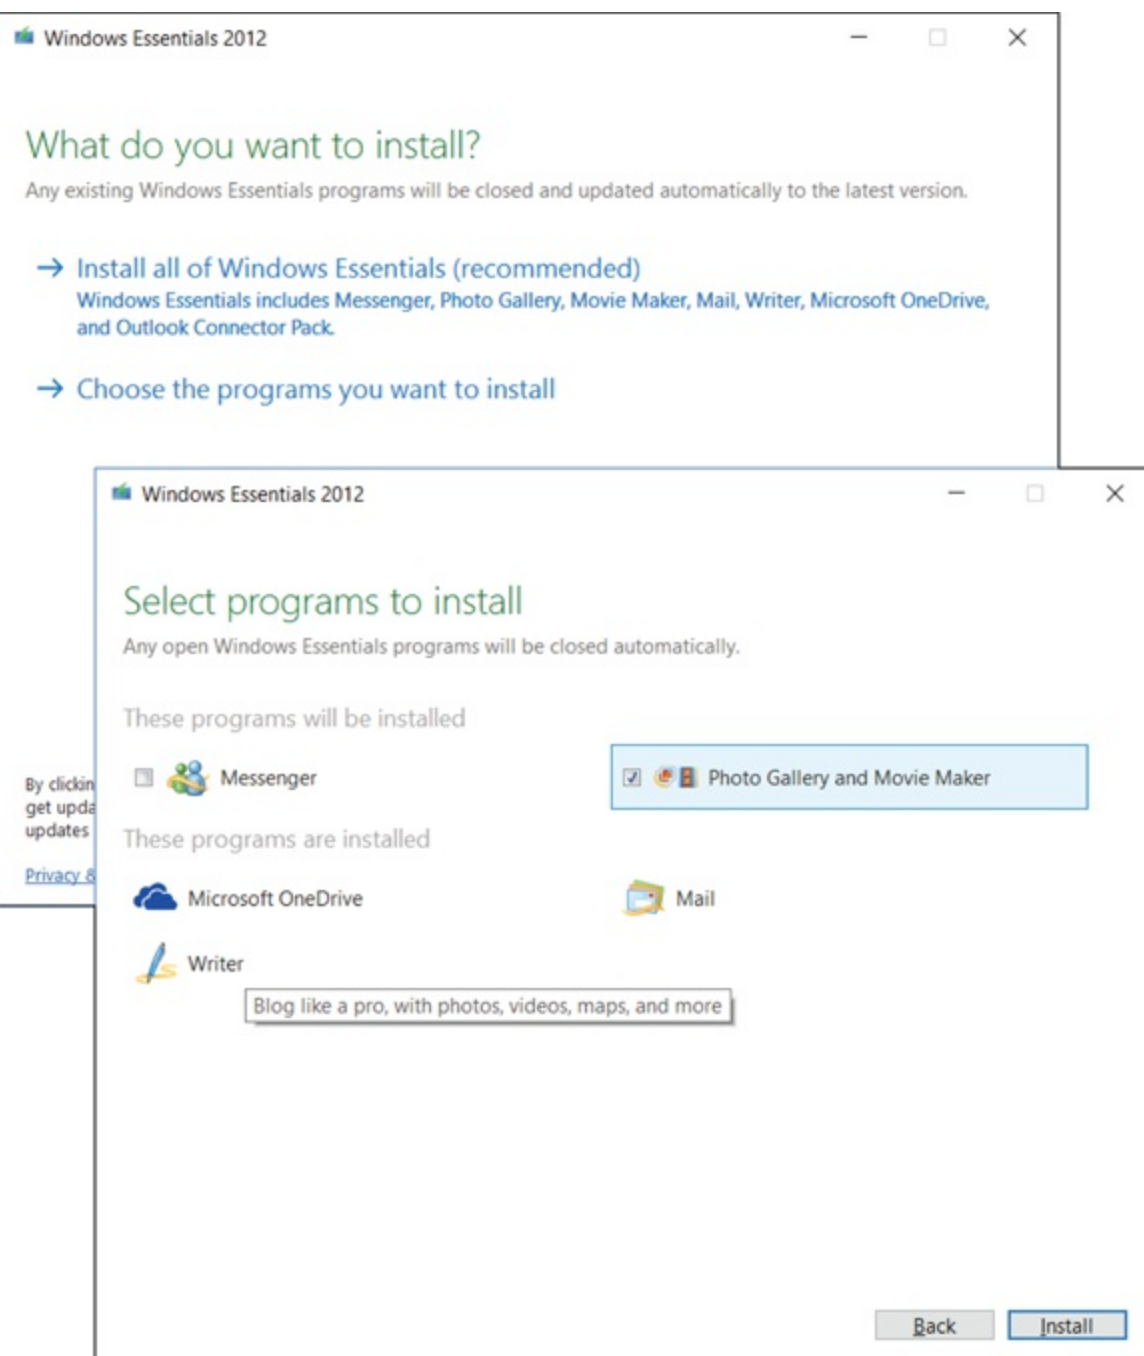 Windows Essentials 2012
What do you want to install?
Any existing Windows Essentials programs will be closed and updated automatically to the latest version.
Install all of Windows Essentials (recommended)
Windows Essentials includes Messenger, Photo Gallery, Movie Maker, Mail, Writer, Microsoft OneDrive,
and Outlook Connector Pack.
Choose the programs you want to install
By clickin
get upda
updates
Privacy &
Windows Essentials 2012
Select programs to install
Any open Windows Essentials programs will be closed automatically.
These programs will be installed
Messenger
Photo Gallery and Movie Maker
These programs are installed
Microsoft OneDrive
Mail
Writer
Blog like a pro, with photos, videos, maps, and more
Back
Install